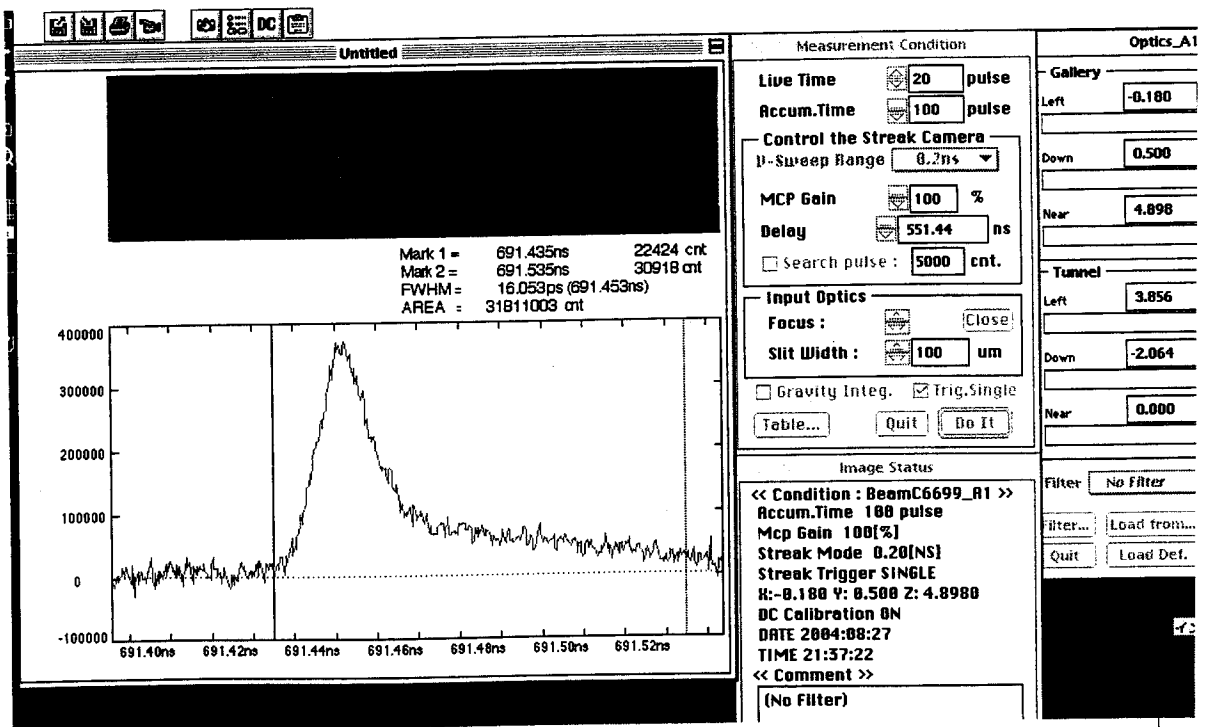 DC
Untitled
Mark 1 = 691.435ns 22424 cnt
Mark 2 = 691.535ns 30918 cnt
FWHM = 16.053ps (691.453ns)
AREA = 31811003 cnt
400000
300000
200000
100000
0
-100000
691.40ns 691.42ns 691.44ns 691.46ns 691.48ns 691.50ns 691.52ns
Measurement Condition
Live Time 20 pulse
Accum.Time 100 pulse
Control the Streak Camera
V-Sweep Range 0.2ns
MCP Gain 100 %
Delay 551.44 ns
Search pulse : 5000 cnt.
Input Optics
Focus : Close
Slit Width : 100 um
Gravity Integ. Trig.Single
Table... Quit Do It
Image Status
<< Condition : BeamC6699_A1 >>
Accum.Time 100 pulse
Mcp Gain 100[%]
Streak Mode 0.20[NS]
Streak Trigger SINGLE
X:-0.180 Y: 0.500 Z: 4.8980
DC Calibration ON
DATE 2004:08:27
TIME 21:37:22
<< Comment >>
(No Filter)
Optics_A1
Gallery
Left -0.180
Down 0.500
Near 4.898
Tunnel
Left 3.856
Down -2.064
Near 0.000
Filter No Filter
Filter... Load from...
Quit Load Def.